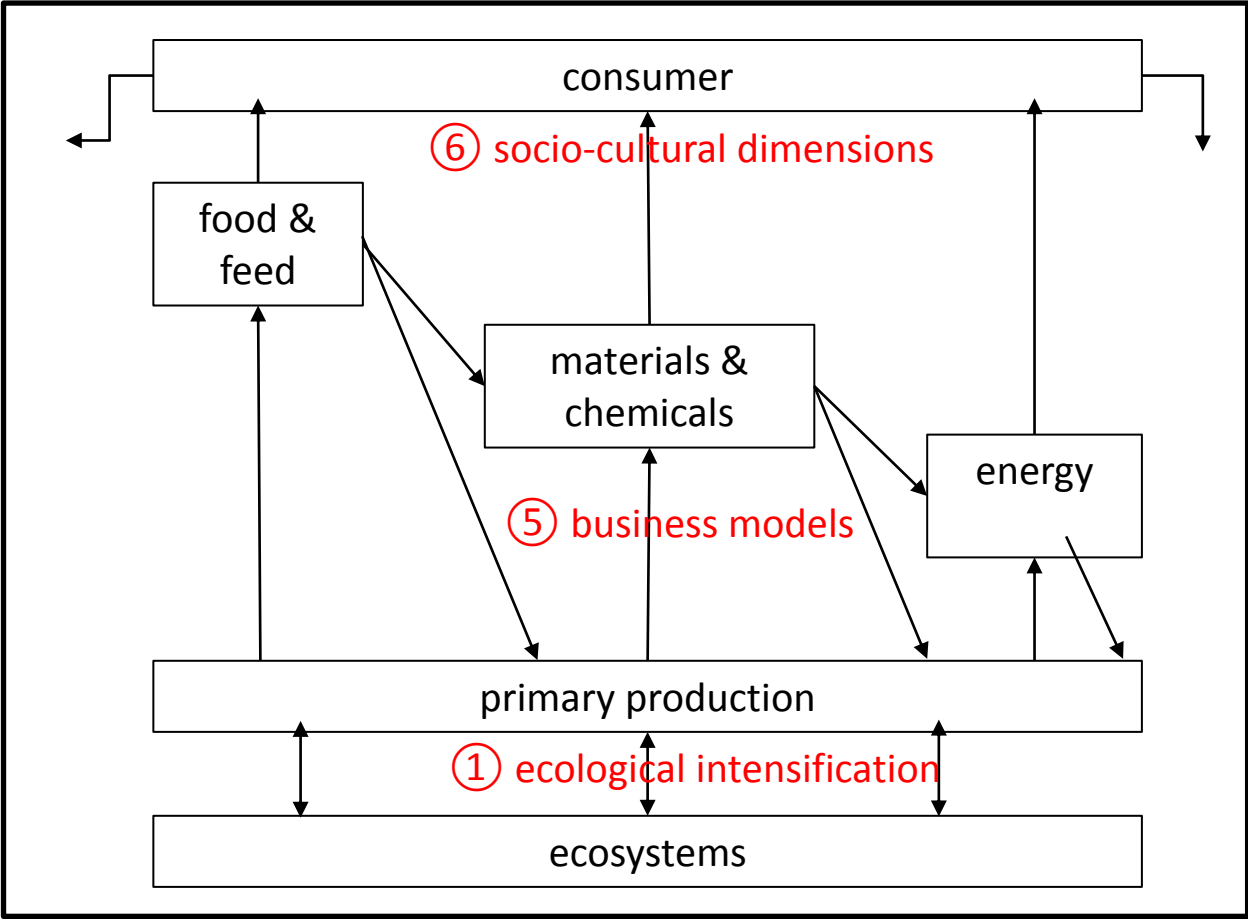 consumer
⑥ socio-cultural dimensions
food &
feed
materials &
chemicals
energy
⑤ business models
primary production
① ecological intensification
ecosystems